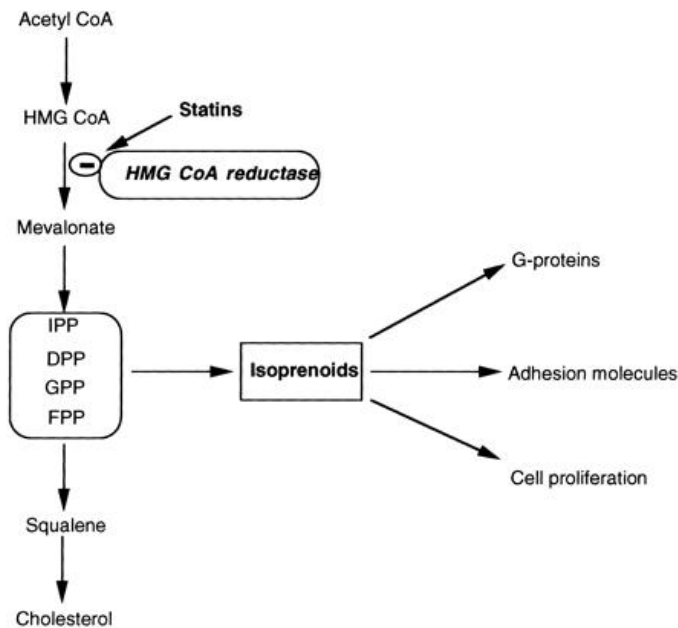 Acetyl CoA
HMG CoA
Statins
−
HMG CoA reductase
Mevalonate
G-proteins
IPP
DPP
GPP
FPP
Isoprenoids
Adhesion molecules
Cell proliferation
Squalene
Cholesterol